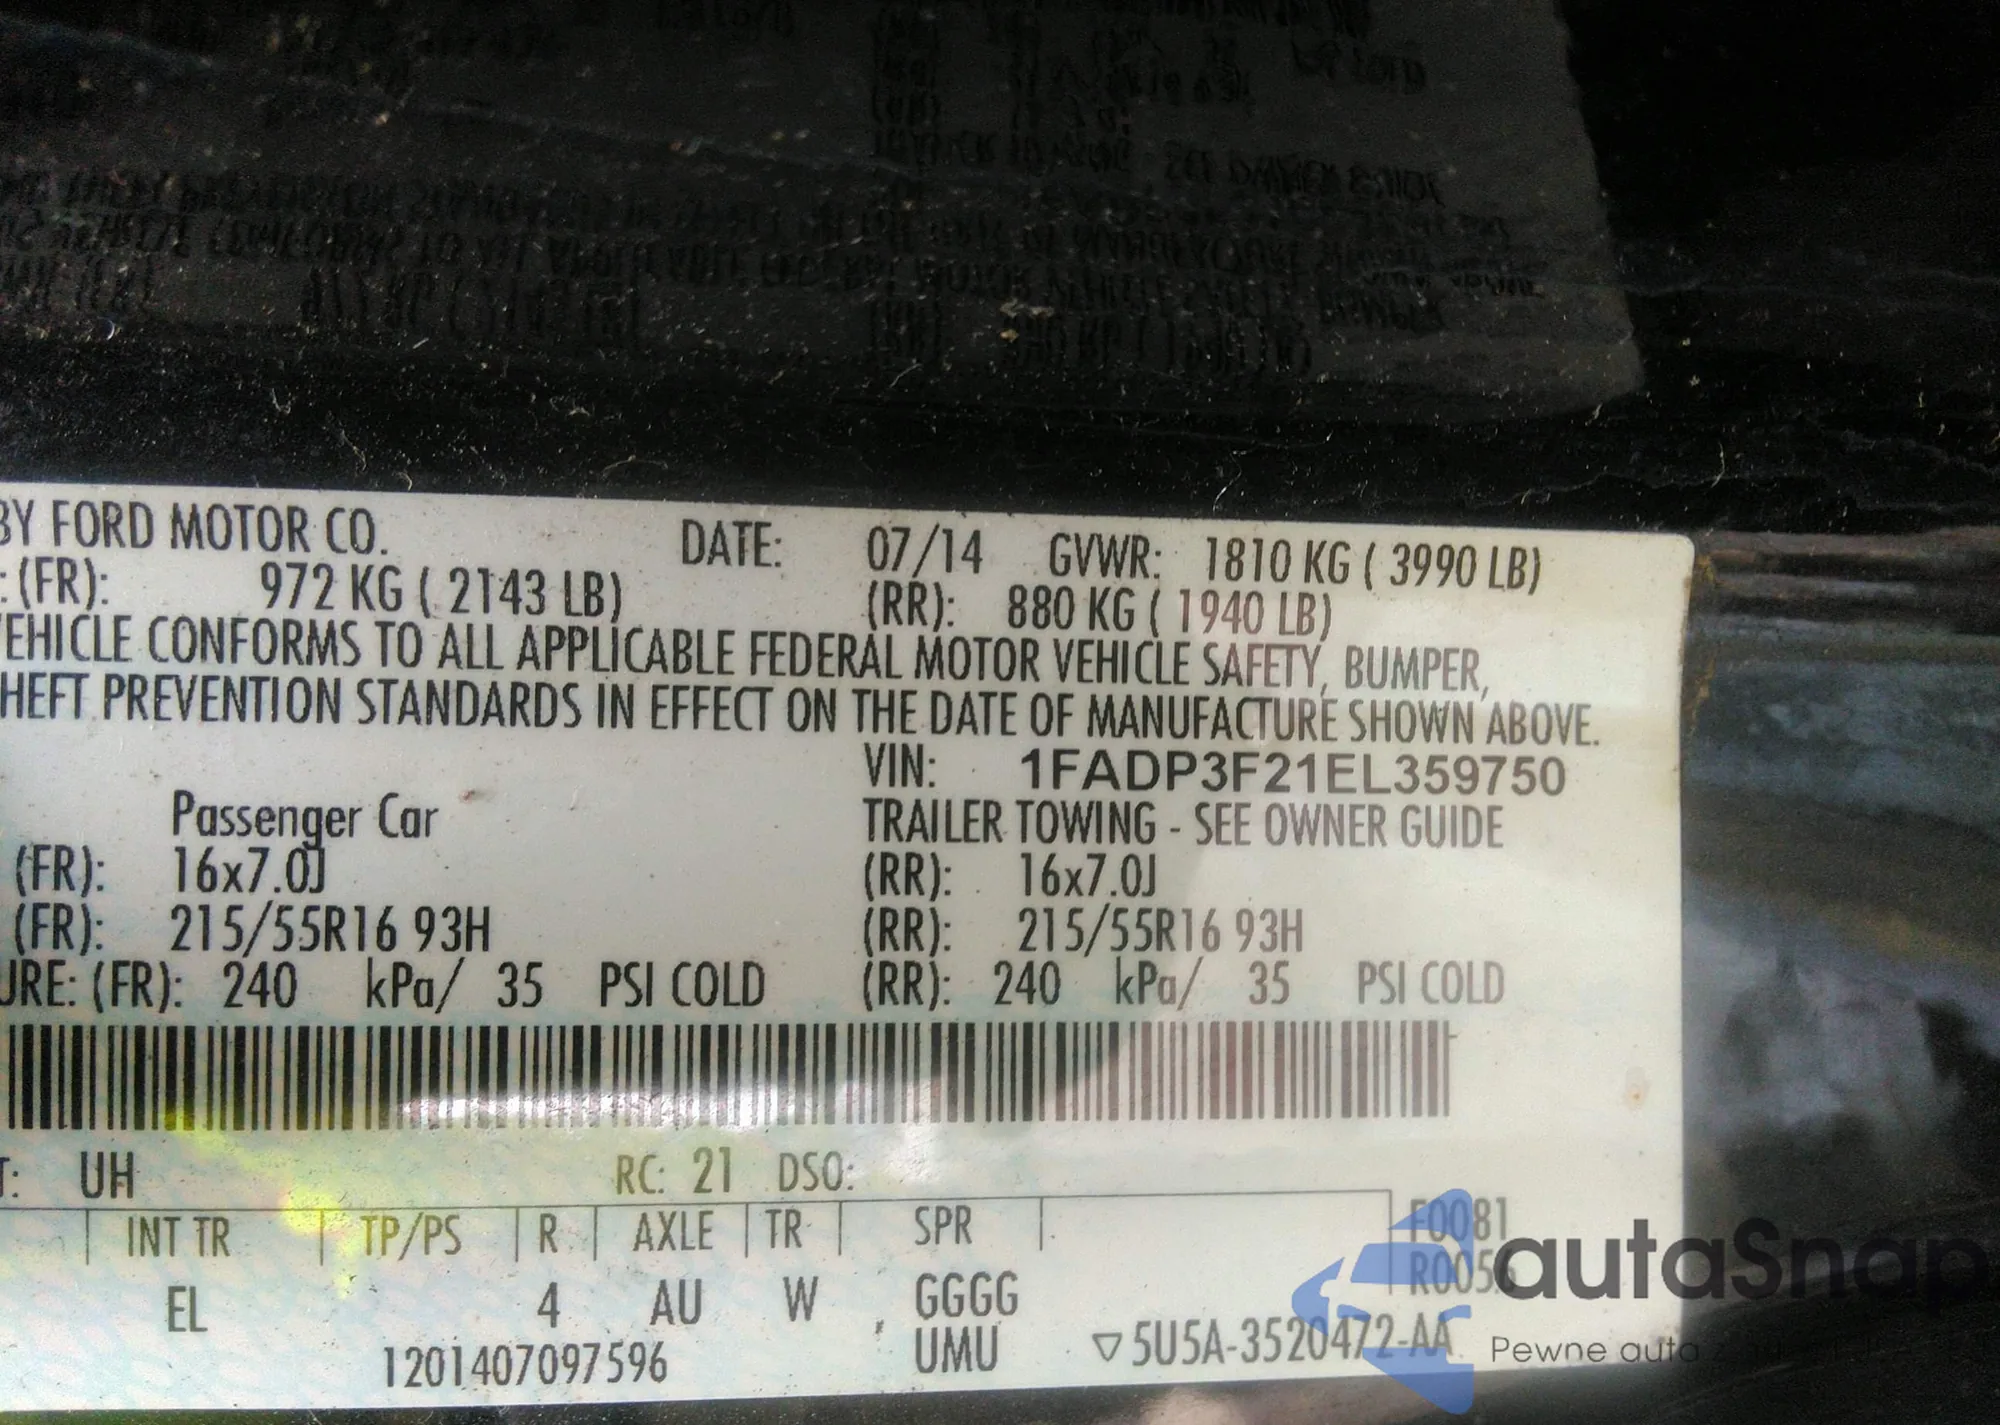 BY FORD MOTOR CO. DATE: 07/14 GVWR: 1810 KG ( 3990 LB)
(FR): 972 KG ( 2143 LB) (RR): 880 KG ( 1940 LB)
VEHICLE CONFORMS TO ALL APPLICABLE FEDERAL MOTOR VEHICLE SAFETY, BUMPER,
HEFT PREVENTION STANDARDS IN EFFECT ON THE DATE OF MANUFACTURE SHOWN ABOVE.
VIN: 1FADP3F21EL359750
Passenger Car TRAILER TOWING - SEE OWNER GUIDE
(FR): 16x7.0J (RR): 16x7.0J
(FR): 215/55R16 93H (RR): 215/55R16 93H
URE: (FR): 240 kPa/ 35 PSI COLD (RR): 240 kPa/ 35 PSI COLD
T: UH RC: 21 DSO:
INT TR TP/PS R AXLE TR SPR F0081
R0056
EL 4 AU W GGGG
1201407097596 UMU ▽5U5A-3520472-AA
autaSnap
Pewne auta z